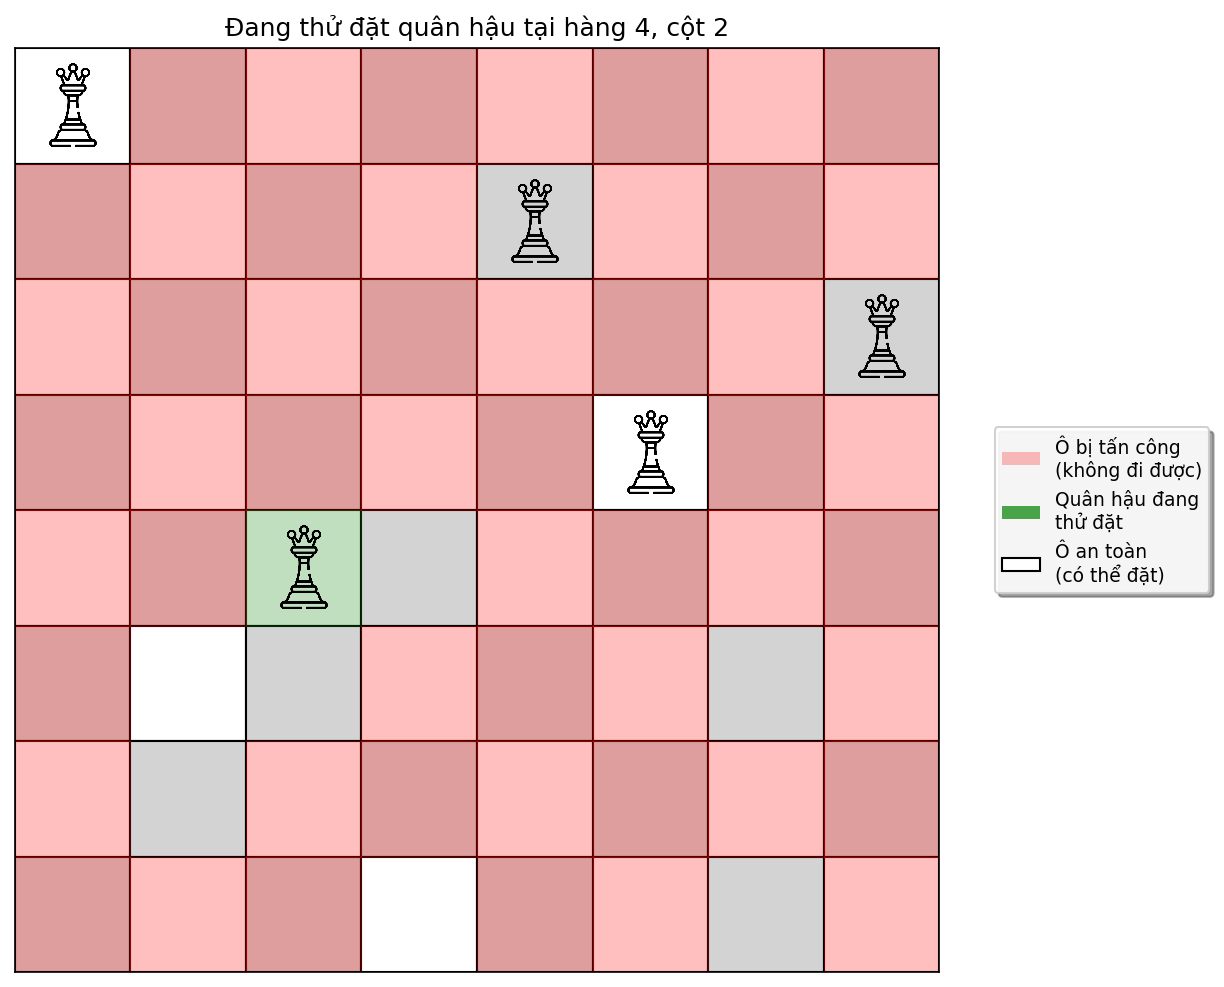 Đang thử đặt quân hậu tại hàng 4, cột 2
Ô bị tấn công
(không đi được)
Quân hậu đang
thử đặt
Ô an toàn
(có thể đặt)